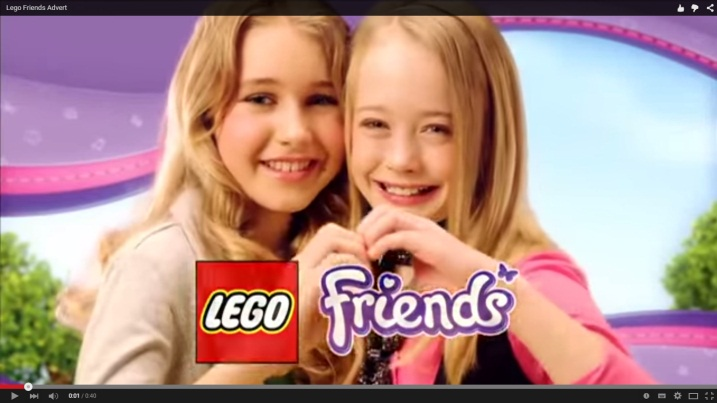 Lego Friends Advert
LEGO
Friends
0:01 / 0:40